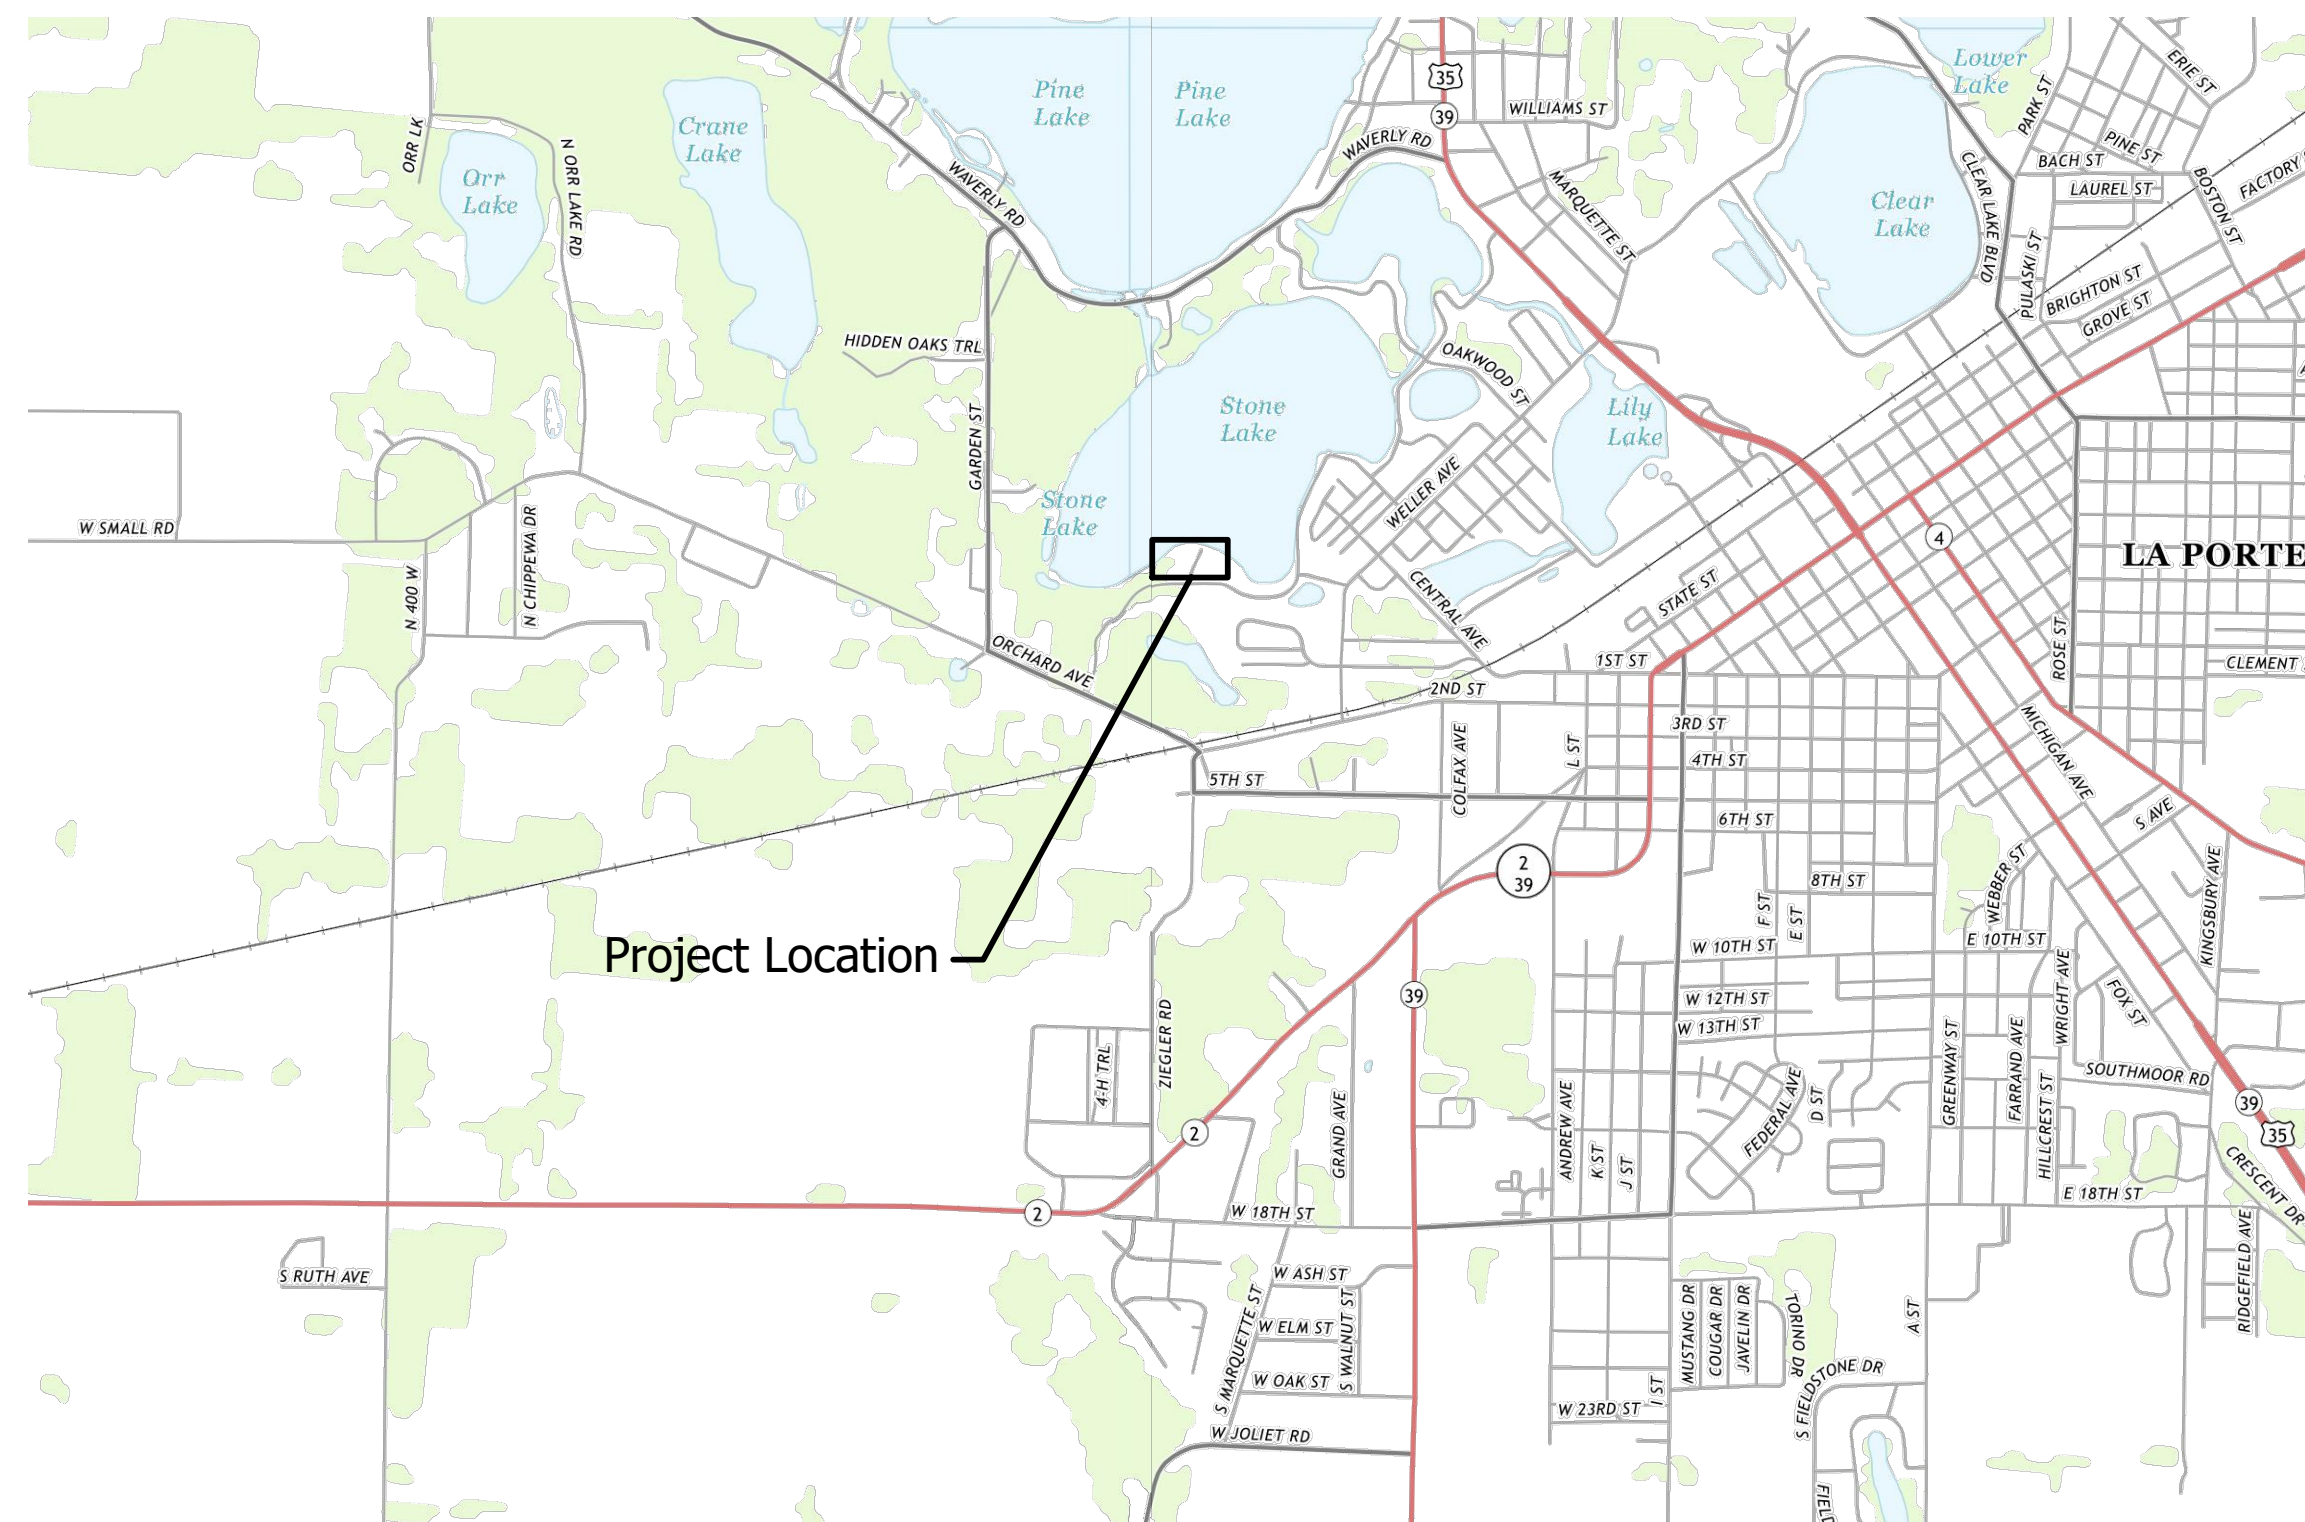 Lower
Lake
ERIE ST
PARK ST
35
39
WILLIAMS ST
Pine
Lake
Pine
Lake
Crane
Lake
ORR LK
N ORR LAKE RD
Orr
Lake
WAVERLY RD
WAVERLY RD
MARQUETTE ST
Clear
Lake
CLEAR LAKE BLVD
BACH ST
PINE ST
LAUREL ST
BOSTON ST
FACTORY
PULASKI ST
BRIGHTON ST
GROVE ST
HIDDEN OAKS TRL
GARDEN ST
OAKWOOD ST
Stone
Lake
Lily
Lake
Stone
Lake
WELLER AVE
W SMALL RD
N CHIPPEWA DR
N 400 W
4
LA PORTE
CENTRAL AVE
STATE ST
ROSE ST
ORCHARD AVE
1ST ST
CLEMENT
2ND ST
3RD ST
4TH ST
L ST
COLFAX AVE
5TH ST
MICHIGAN AVE
S AVE
6TH ST
2
39
8TH ST
WEBBER ST
KINGSBURY AVE
F ST
E ST
Project Location
W 10TH ST
E 10TH ST
39
W 12TH ST
W 13TH ST
WRIGHT AVE
FOX ST
ZIEGLER RD
4-H TRL
GREENWAY ST
FARRAND AVE
SOUTHMOOR RD
HILLCREST ST
39
35
GRAND AVE
ANDREW AVE
K ST
J ST
FEDERAL AVE
D ST
2
CRESCENT DR
E 18TH ST
2
W 18TH ST
RIDGEFIELD AVE
S RUTH AVE
W ASH ST
S MARQUETTE ST
W ELM ST
S WALNUT ST
W OAK ST
MUSTANG DR
COUGAR DR
JAVELIN DR
TORINO DR
A ST
S FIELDSTONE DR
I ST
W 23RD ST
W JOLIET RD
FIELD